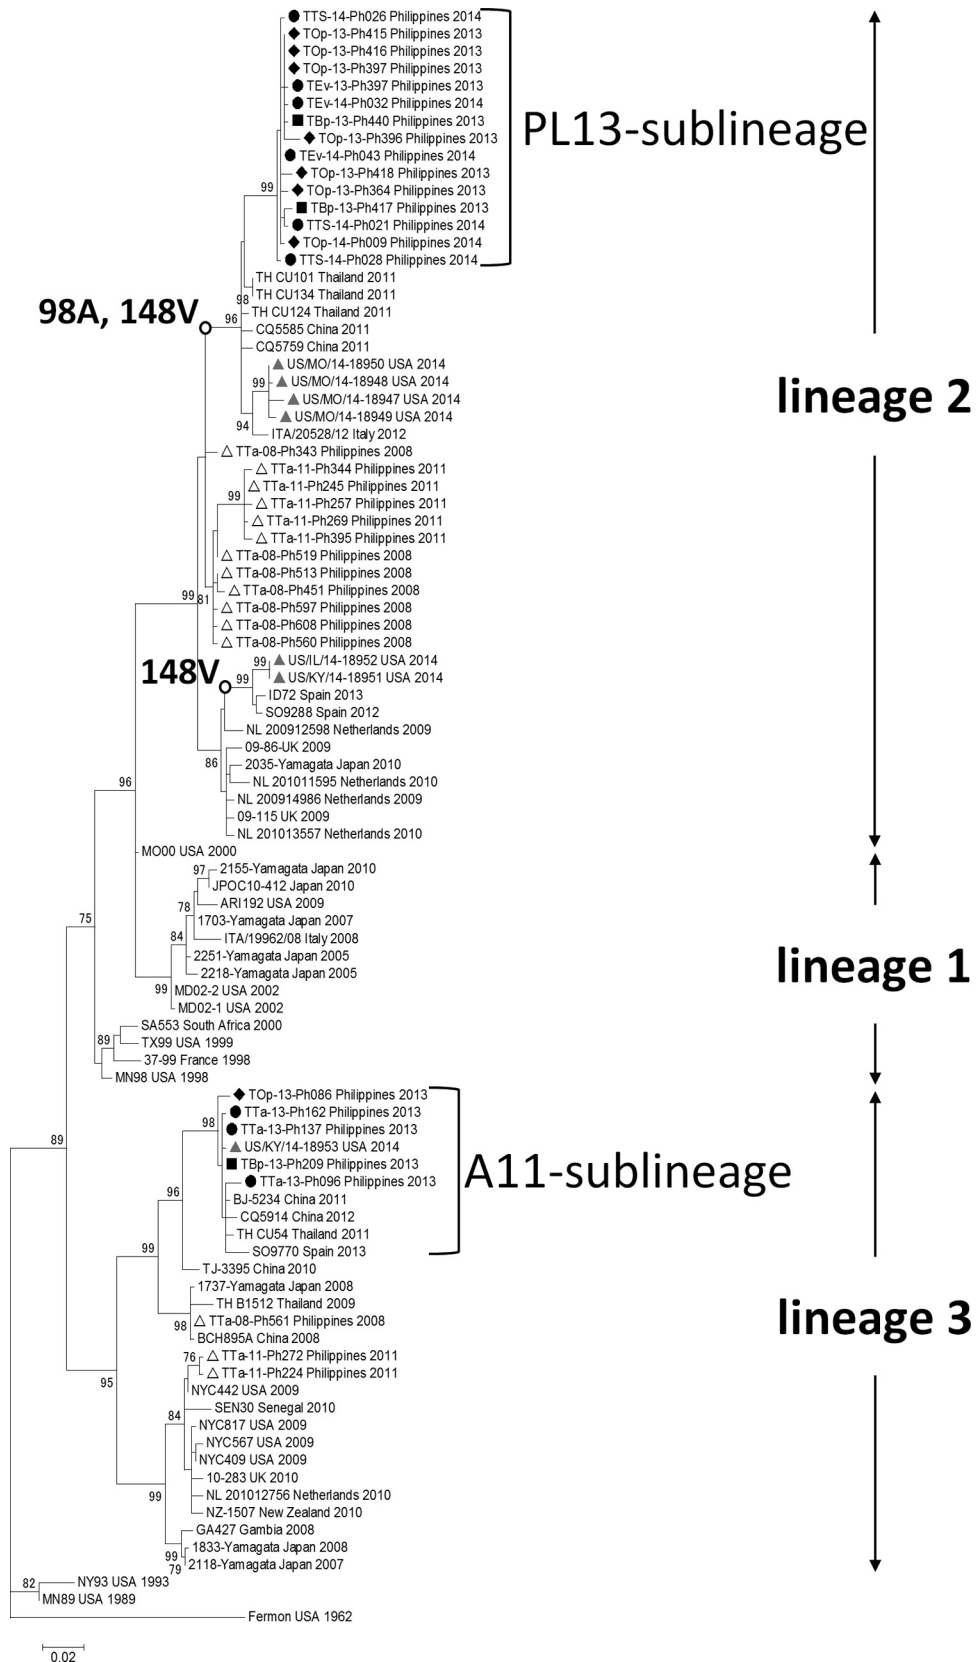 TTS-14-Ph026 Philippines 2014
TOp-13-Ph415 Philippines 2013
TOp-13-Ph416 Philippines 2013
TOp-13-Ph397 Philippines 2013
TEv-13-Ph397 Philippines 2013
TEv-14-Ph032 Philippines 2014
TBp-13-Ph440 Philippines 2013
PL13-sublineage
TOp-13-Ph396 Philippines 2013
TEv-14-Ph043 Philippines 2014
TOp-13-Ph418 Philippines 2013
99
TOp-13-Ph364 Philippines 2013
TBp-13-Ph417 Philippines 2013
TTS-14-Ph021 Philippines 2014
TOp-14-Ph009 Philippines 2014
TTS-14-Ph028 Philippines 2014
TH CU101 Thailand 2011
TH CU134 Thailand 2011
98
98A, 148V
TH CU124 Thailand 2011
96
CQ5585 China 2011
CQ5759 China 2011
US/MO/14-18950 USA 2014
99
US/MO/14-18948 USA 2014
lineage 2
US/MO/14-18947 USA 2014
US/MO/14-18949 USA 2014
94
ITA/20528/12 Italy 2012
TTa-08-Ph343 Philippines 2008
TTa-11-Ph344 Philippines 2011
TTa-11-Ph245 Philippines 2011
99
TTa-11-Ph257 Philippines 2011
TTa-11-Ph269 Philippines 2011
TTa-11-Ph395 Philippines 2011
TTa-08-Ph519 Philippines 2008
TTa-08-Ph513 Philippines 2008
TTa-08-Ph451 Philippines 2008
99
81
TTa-08-Ph597 Philippines 2008
TTa-08-Ph608 Philippines 2008
TTa-08-Ph560 Philippines 2008
148V
99
US/IL/14-18952 USA 2014
99
US/KY/14-18951 USA 2014
ID72 Spain 2013
SO9288 Spain 2012
NL 200912598 Netherlands 2009
09-86-UK 2009
86
2035-Yamagata Japan 2010
96
NL 201011595 Netherlands 2010
NL 200914986 Netherlands 2009
09-115 UK 2009
NL 201013557 Netherlands 2010
MO00 USA 2000
97
2155-Yamagata Japan 2010
JPOC10-412 Japan 2010
78
ARI192 USA 2009
75
1703-Yamagata Japan 2007
84
ITA/19962/08 Italy 2008
2251-Yamagata Japan 2005
lineage 1
2218-Yamagata Japan 2005
99
MD02-2 USA 2002
MD02-1 USA 2002
SA553 South Africa 2000
89
TX99 USA 1999
37-99 France 1998
MN98 USA 1998
TOp-13-Ph086 Philippines 2013
TTa-13-Ph162 Philippines 2013
98
TTa-13-Ph137 Philippines 2013
89
US/KY/14-18953 USA 2014
TBp-13-Ph209 Philippines 2013
A11-sublineage
TTa-13-Ph096 Philippines 2013
96
BJ-5234 China 2011
CQ5914 China 2012
TH CU54 Thailand 2011
99
SO9770 Spain 2013
TJ-3395 China 2010
1737-Yamagata Japan 2008
TH B1512 Thailand 2009
lineage 3
98
TTa-08-Ph561 Philippines 2008
BCH895A China 2008
76
TTa-11-Ph272 Philippines 2011
TTa-11-Ph224 Philippines 2011
95
NYC442 USA 2009
SEN30 Senegal 2010
84
NYC817 USA 2009
NYC567 USA 2009
NYC409 USA 2009
10-283 UK 2010
99
NL 201012756 Netherlands 2010
NZ-1507 New Zealand 2010
GA427 Gambia 2008
1833-Yamagata Japan 2008
99
79
2118-Yamagata Japan 2007
82
NY93 USA 1993
MN89 USA 1989
Fermon USA 1962
0.02